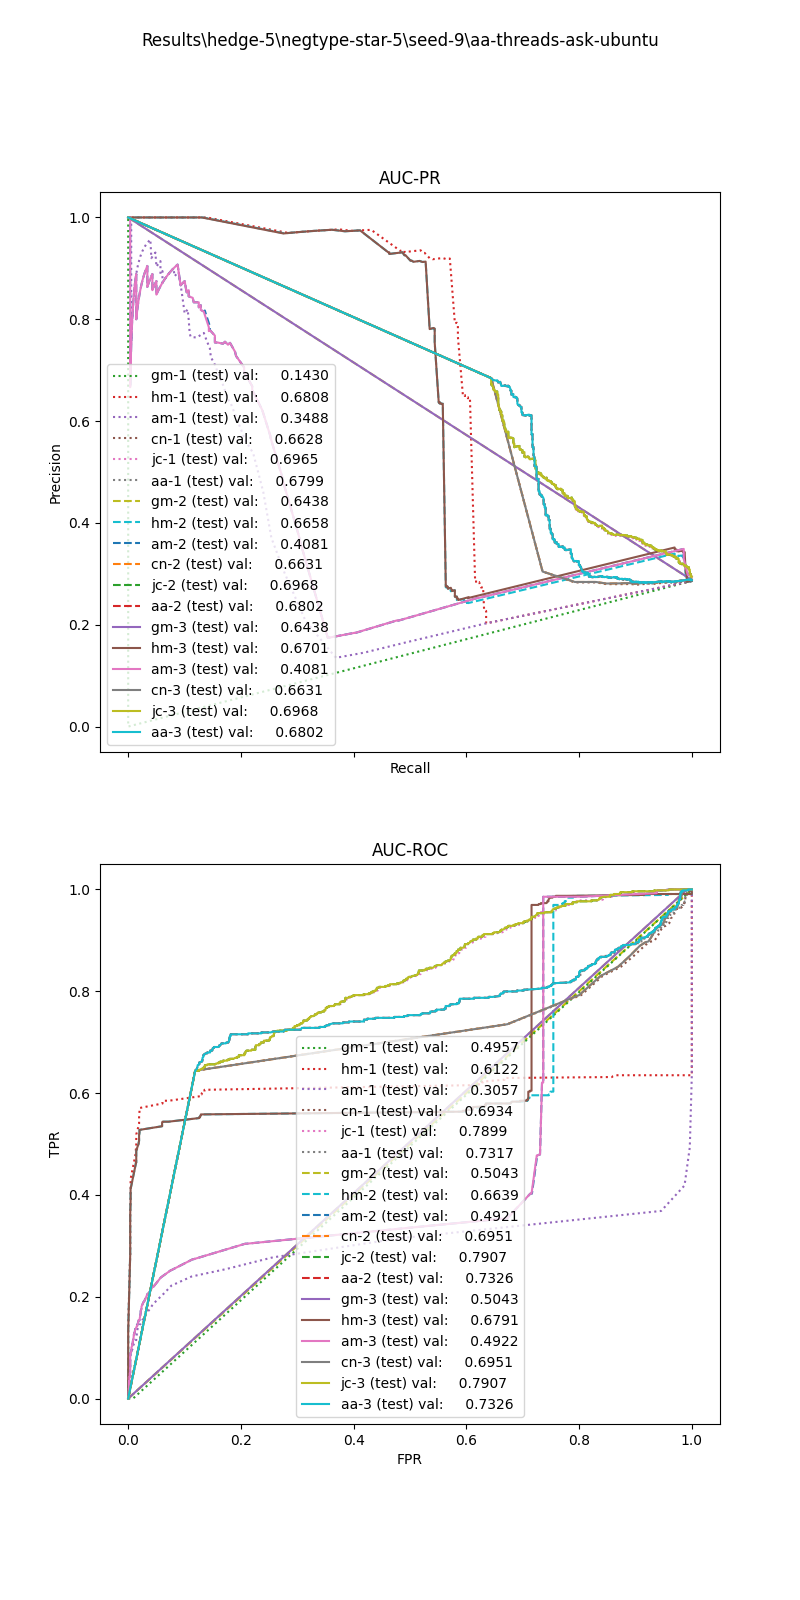 Results\hedge-5\negtype-star-5\seed-9\aa-threads-ask-ubuntu
AUC-PR
1.0
0.8
0.6
0.4
0.2
0.0
Precision
gm-1 (test) val: 0.1430
hm-1 (test) val: 0.6808
am-1 (test) val: 0.3488
cn-1 (test) val: 0.6628
jc-1 (test) val: 0.6965
aa-1 (test) val: 0.6799
gm-2 (test) val: 0.6438
hm-2 (test) val: 0.6658
am-2 (test) val: 0.4081
cn-2 (test) val: 0.6631
jc-2 (test) val: 0.6968
aa-2 (test) val: 0.6802
gm-3 (test) val: 0.6438
hm-3 (test) val: 0.6701
am-3 (test) val: 0.4081
cn-3 (test) val: 0.6631
jc-3 (test) val: 0.6968
aa-3 (test) val: 0.6802
Recall
AUC-ROC
1.0
0.8
0.6
0.4
0.2
0.0
TPR
gm-1 (test) val: 0.4957
hm-1 (test) val: 0.6122
am-1 (test) val: 0.3057
cn-1 (test) val: 0.6934
jc-1 (test) val: 0.7899
aa-1 (test) val: 0.7317
gm-2 (test) val: 0.5043
hm-2 (test) val: 0.6639
am-2 (test) val: 0.4921
cn-2 (test) val: 0.6951
jc-2 (test) val: 0.7907
aa-2 (test) val: 0.7326
gm-3 (test) val: 0.5043
hm-3 (test) val: 0.6791
am-3 (test) val: 0.4922
cn-3 (test) val: 0.6951
jc-3 (test) val: 0.7907
aa-3 (test) val: 0.7326
0.0 0.2 0.4 0.6 0.8 1.0
FPR